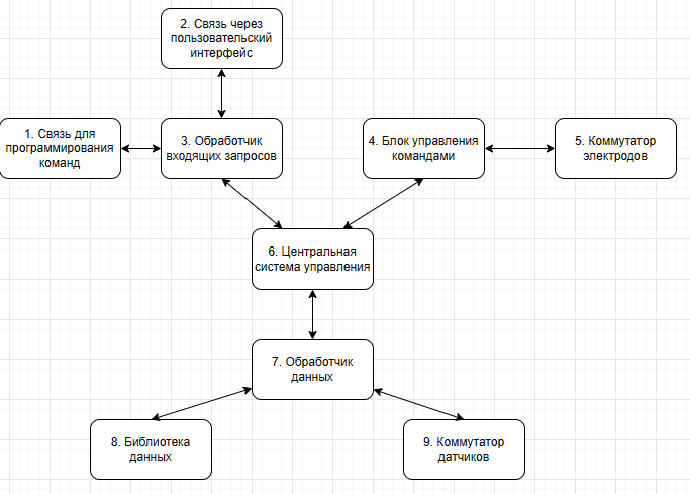 2. Связь через
пользовательский
интерфейс
1. Связь для
программирования
команд
3. Обработчик
входящих запросов
4. Блок управления
командами
5. Коммутатор
электродов
6. Центральная
система управления
7. Обработчик
данных
8. Библиотека
данных
9. Коммутатор
датчиков